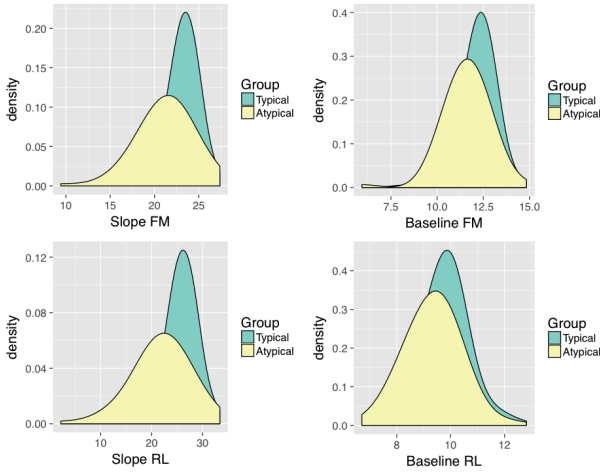 0.20
0.15
0.10
0.05
0.00
density
10 15 20 25
Slope FM
Group
Typical
Atypical
0.4
0.3
0.2
0.1
0.0
density
7.5 10.0 12.5 15.0
Baseline FM
Group
Typical
Atypical
0.12
0.08
0.04
0.00
density
10 20 30
Slope RL
Group
Typical
Atypical
0.4
0.3
0.2
0.1
0.0
density
8 10 12
Baseline RL
Group
Typical
Atypical